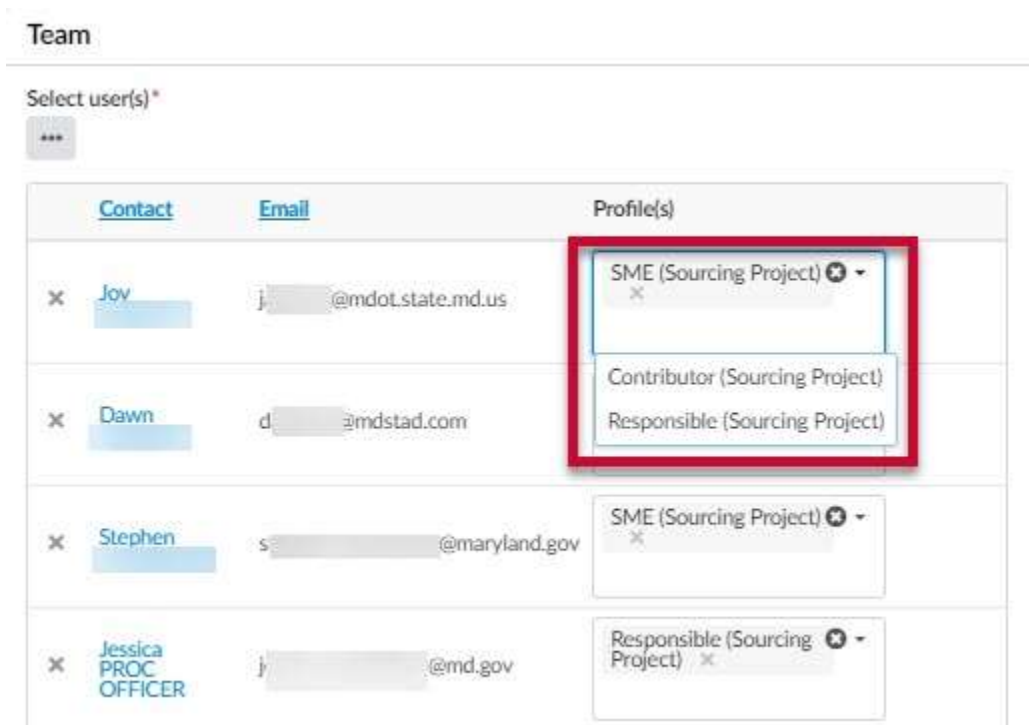 Team
Select user(s)*
•••
Contact Email Profile(s)
Joy j @mdot.state.md.us SME (Sourcing Project)
Contributor (Sourcing Project)
Responsible (Sourcing Project)
Dawn d @mdstad.com
Stephen s @maryland.gov SME (Sourcing Project)
Jessica
PROC
OFFICER
j @md.gov
Responsible (Sourcing
Project)